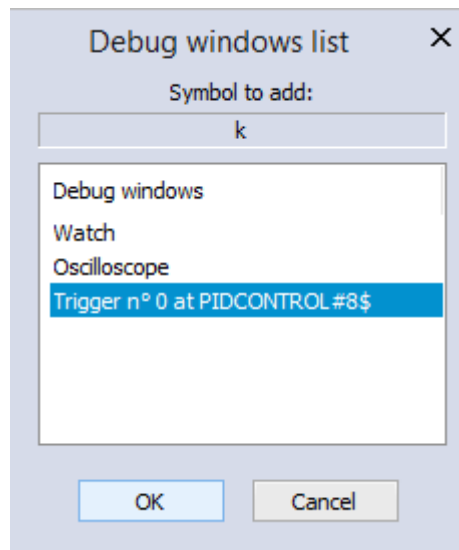 Debug windows list
Symbol to add:
k
Debug windows
Watch
Oscilloscope
Trigger n° 0 at PIDCONTROL#8$
OK Cancel